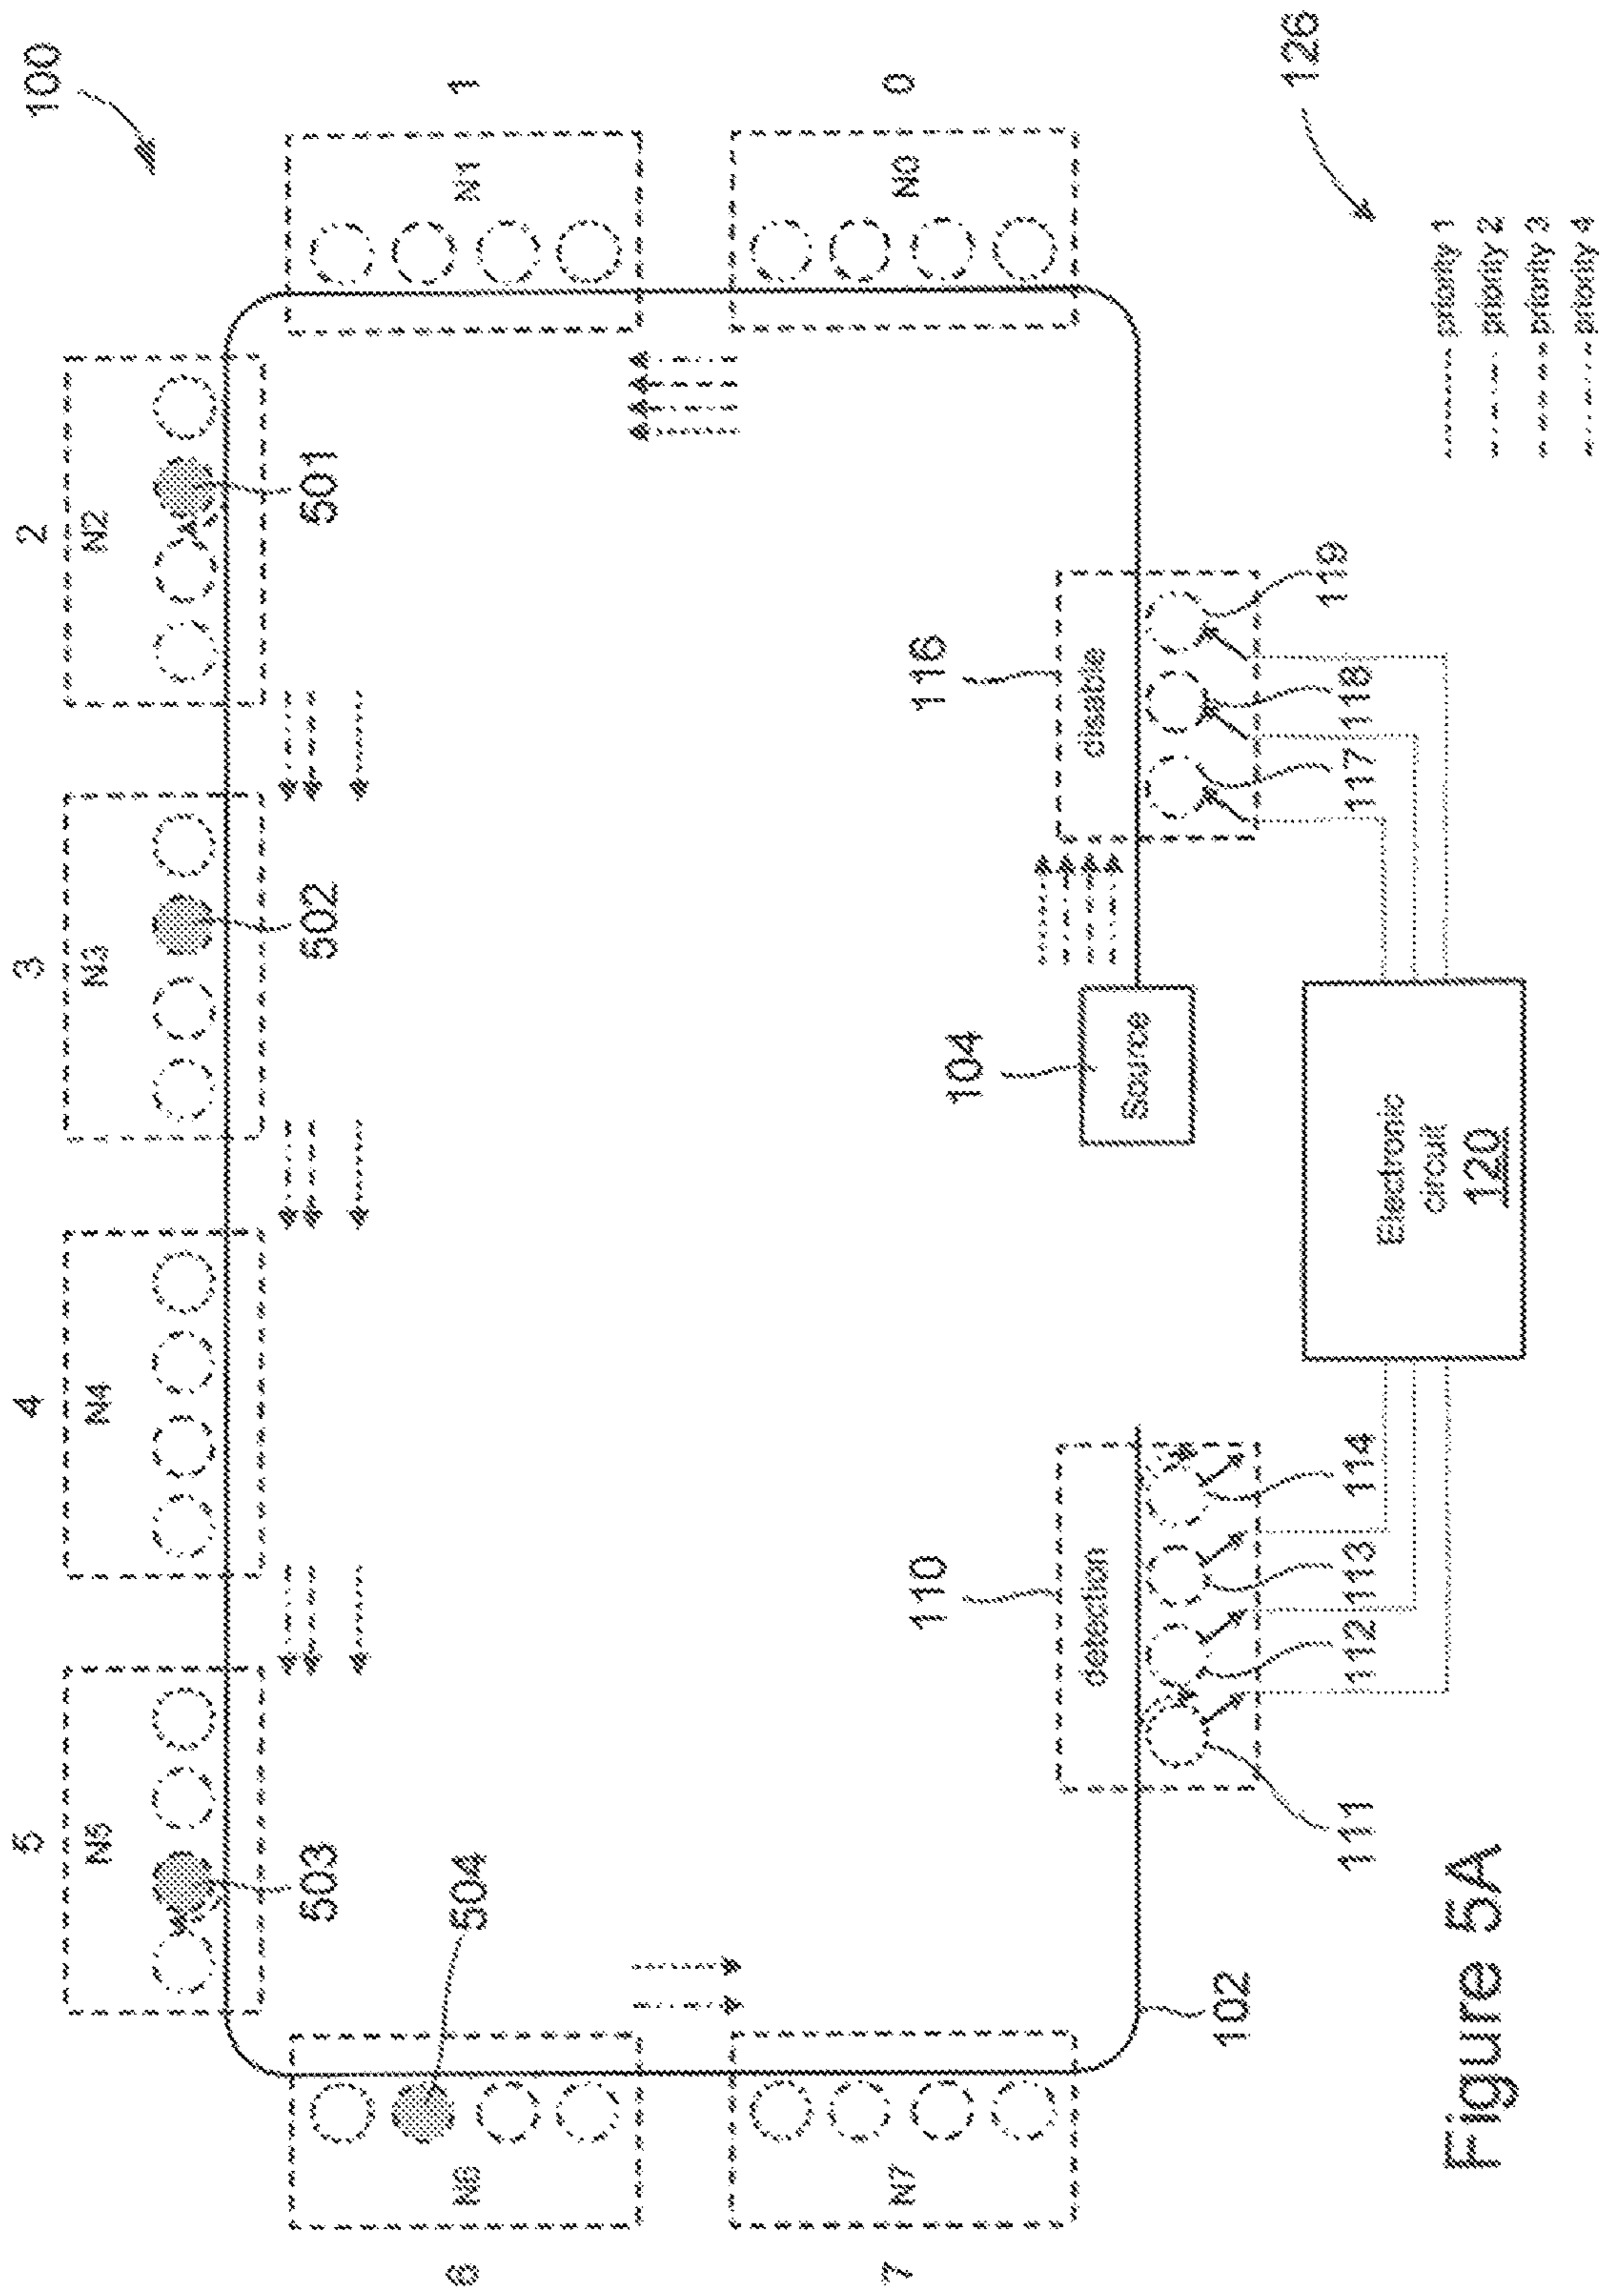 100
2
N2
501
3
N3
502
4
N4
5
N5
503
504
1
N1
0
N0
6
N6
7
N7
116
disable
119
118
117
104
Source
110
detection
114
113
112
111
102
Electronic
circuit
120
126
priority 1
priority 2
priority 3
priority 4
Figure 5A